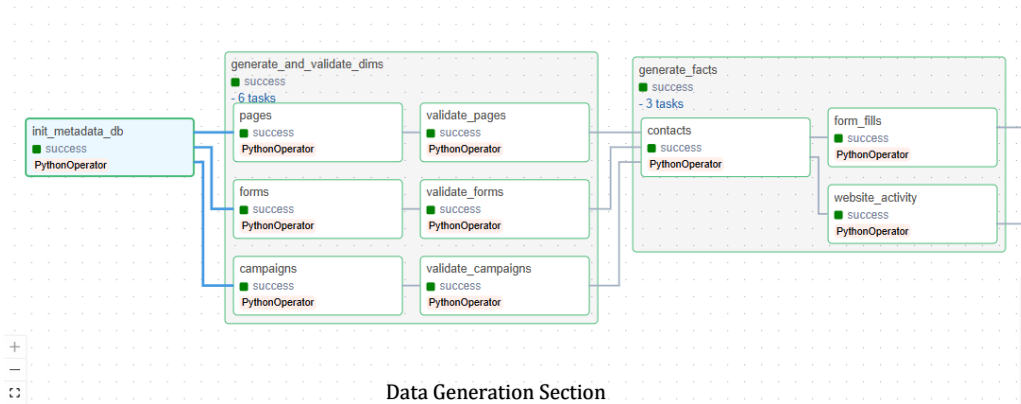 init_metadata_db
success
PythonOperator
generate_and_validate_dims
success
- 6 tasks
pages
success
PythonOperator
validate_pages
success
PythonOperator
forms
success
PythonOperator
validate_forms
success
PythonOperator
campaigns
success
PythonOperator
validate_campaigns
success
PythonOperator
generate_facts
success
- 3 tasks
contacts
success
PythonOperator
form_fills
success
PythonOperator
website_activity
success
PythonOperator
Data Generation Section